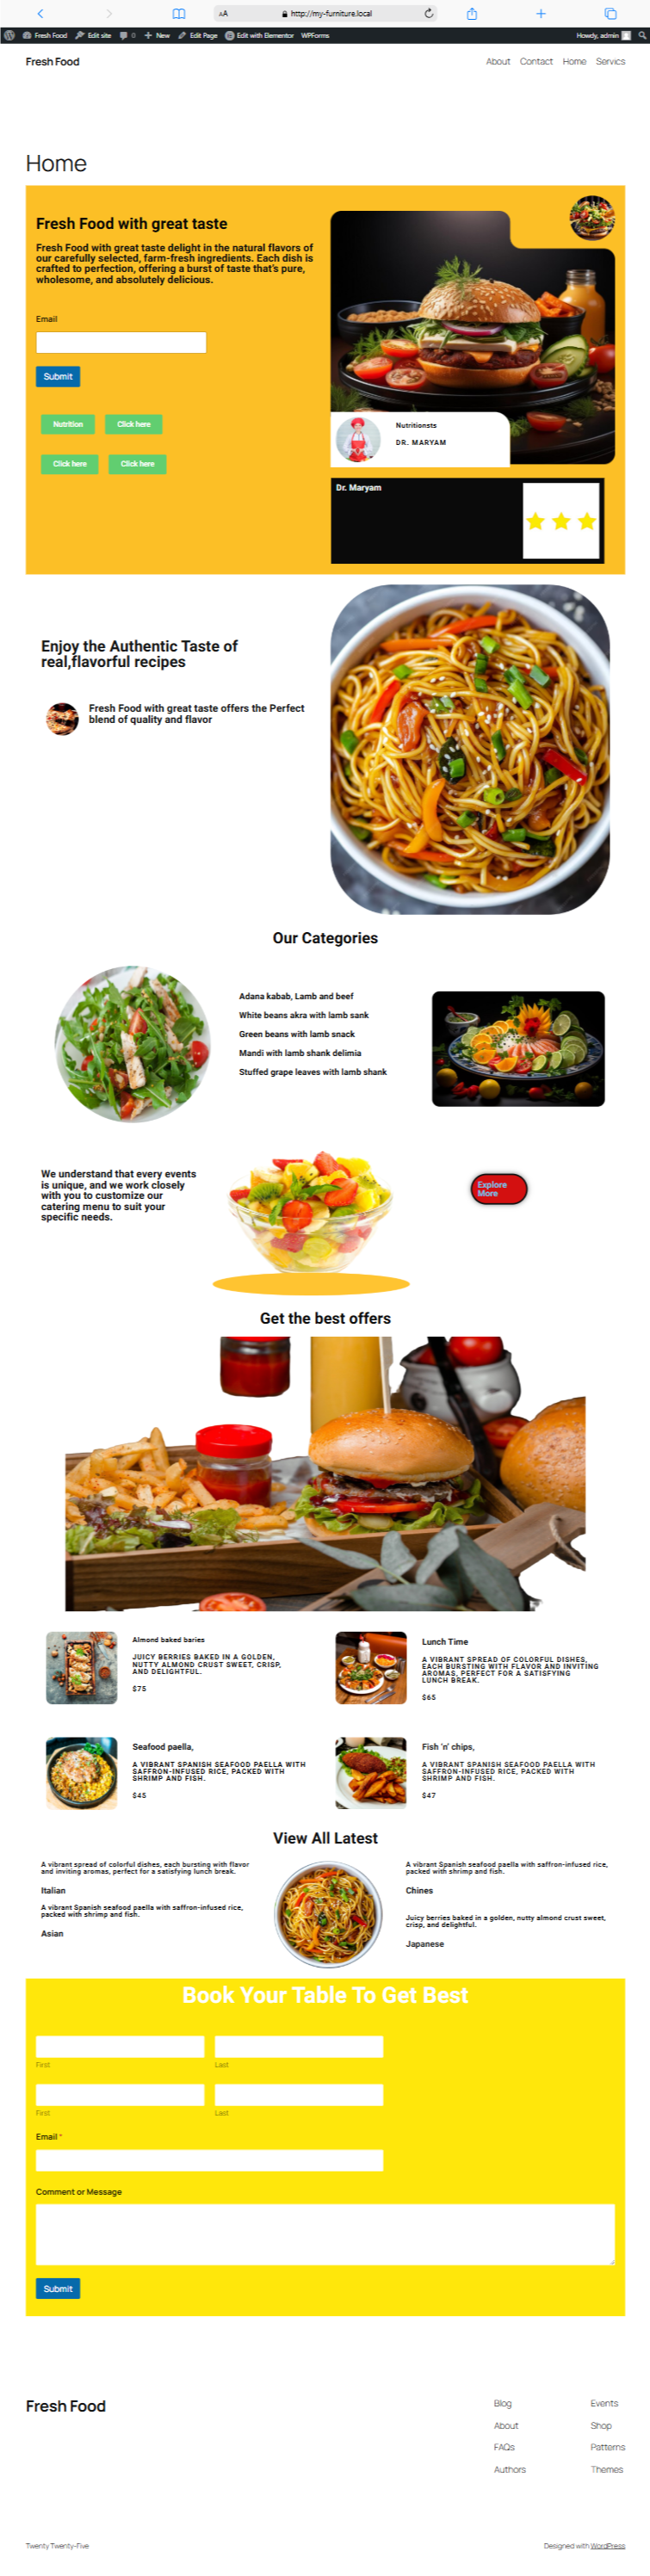 AA
http://my-furniture.local
Fresh Food
Edit site
0
New
Edit Page
Edit with Elementor
WPForms
Howdy, admin
Fresh Food
About
Contact
Home
Servics
Home
Fresh Food with great taste
Fresh Food with great taste delight in the natural flavors of
our carefully selected, farm-fresh ingredients. Each dish is
crafted to perfection, offering a burst of taste that's pure,
wholesome, and absolutely delicious.
Email
Submit
Nutrition
Click here
Click here
Click here
Nutritionsts
DR. MARYAM
Dr. Maryam
Enjoy the Authentic Taste of
real,flavorful recipes
Fresh Food with great taste offers the Perfect
blend of quality and flavor
Our Categories
Adana kabab, Lamb and beef
White beans akra with lamb sank
Green beans with lamb snack
Mandi with lamb shank delimia
Stuffed grape leaves with lamb shank
We understand that every events
is unique, and we work closely
with you to customize our
catering menu to suit your
specific needs.
Explore
More
Get the best offers
Almond baked baries
JUICY BERRIES BAKED IN A GOLDEN,
NUTTY ALMOND CRUST SWEET, CRISP,
AND DELIGHTFUL.
$75
Lunch Time
A VIBRANT SPREAD OF COLORFUL DISHES,
EACH BURSTING WITH FLAVOR AND INVITING
AROMAS, PERFECT FOR A SATISFYING
LUNCH BREAK.
$65
Seafood paella,
A VIBRANT SPANISH SEAFOOD PAELLA WITH
SAFFRON-INFUSED RICE, PACKED WITH
SHRIMP AND FISH.
$45
Fish 'n' chips,
A VIBRANT SPANISH SEAFOOD PAELLA WITH
SAFFRON-INFUSED RICE, PACKED WITH
SHRIMP AND FISH.
$47
View All Latest
A vibrant spread of colorful dishes, each bursting with flavor
and inviting aromas, perfect for a satisfying lunch break.
Italian
A vibrant Spanish seafood paella with saffron-infused rice,
packed with shrimp and fish.
Asian
A vibrant Spanish seafood paella with saffron-infused rice,
packed with shrimp and fish.
Chines
Juicy berries baked in a golden, nutty almond crust sweet,
crisp, and delightful.
Japanese
Book Your Table To Get Best
First
Last
First
Last
Email *
Comment or Message
Submit
Fresh Food
Blog
About
FAQs
Authors
Events
Shop
Patterns
Themes
Twenty Twenty-Five
Designed with WordPress